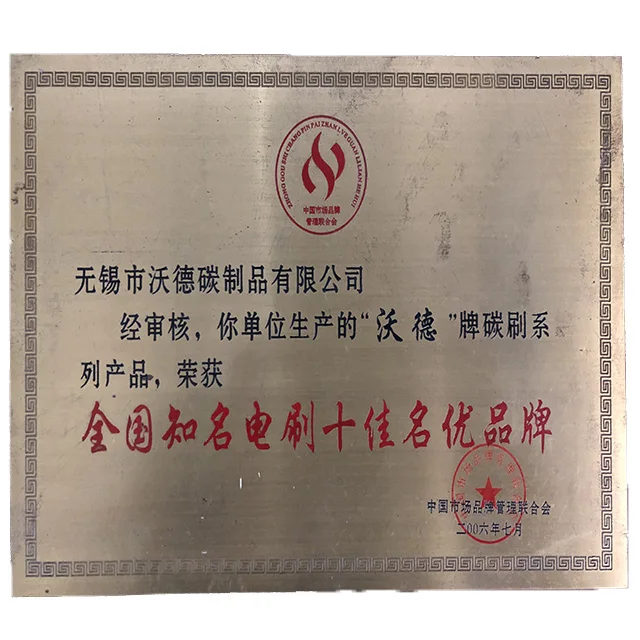 中国市场品牌
管理联合会
无锡市沃德碳制品有限公司
经审核，你单位生产的“沃德”牌碳刷系
列产品，荣获
全国知名电刷十佳名优品牌
中国市场品牌管理联合会
二00六年七月